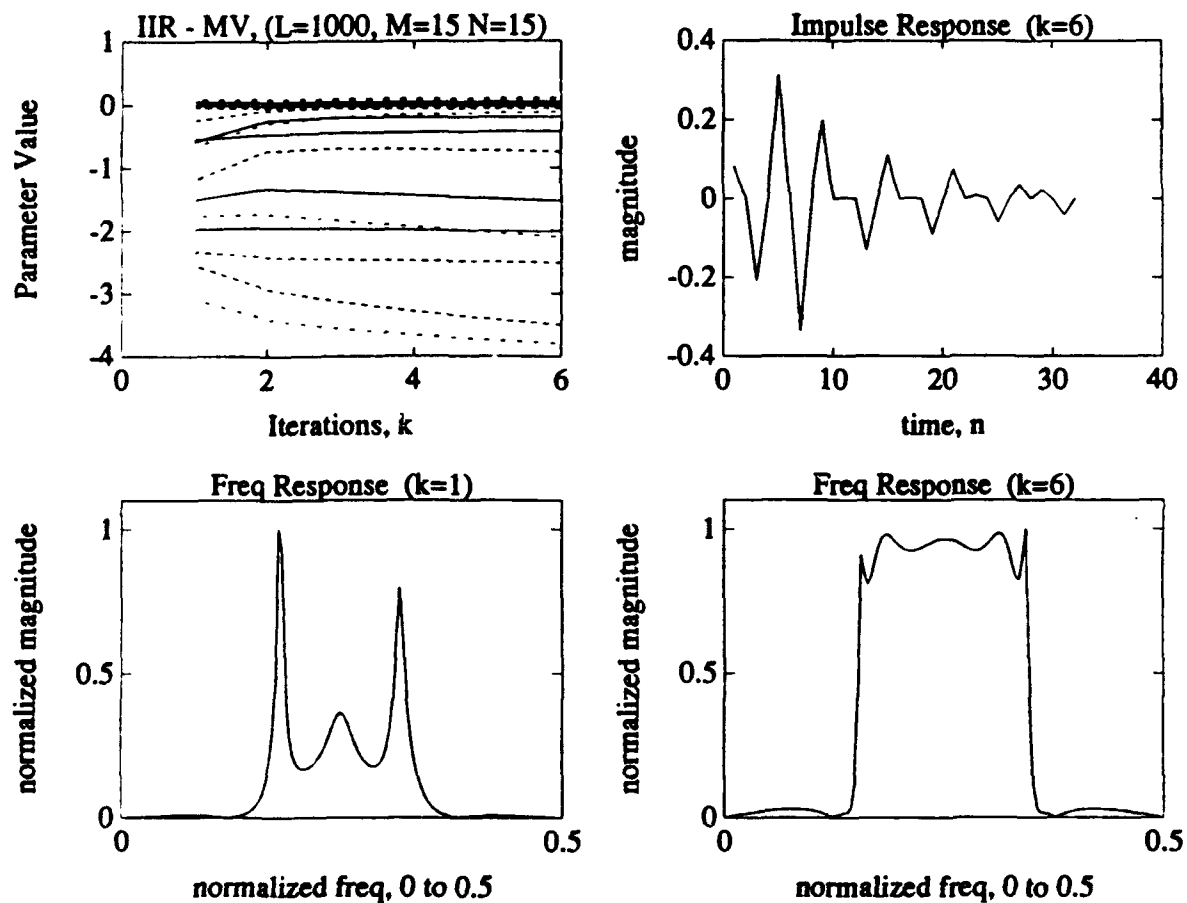 IIR - MV, (L=1000, M=15 N=15)
1
0
-1
-2
-3
-4
Parameter Value
0
2
4
6
Iterations, k
Impulse Response (k=6)
0.4
0.2
0
-0.2
-0.4
magnitude
0
10
20
30
40
time, n
Freq Response (k=1)
1
0.5
0
normalized magnitude
0
0.5
normalized freq, 0 to 0.5
Freq Response (k=6)
1
0.5
0
normalized magnitude
0
0.5
normalized freq, 0 to 0.5